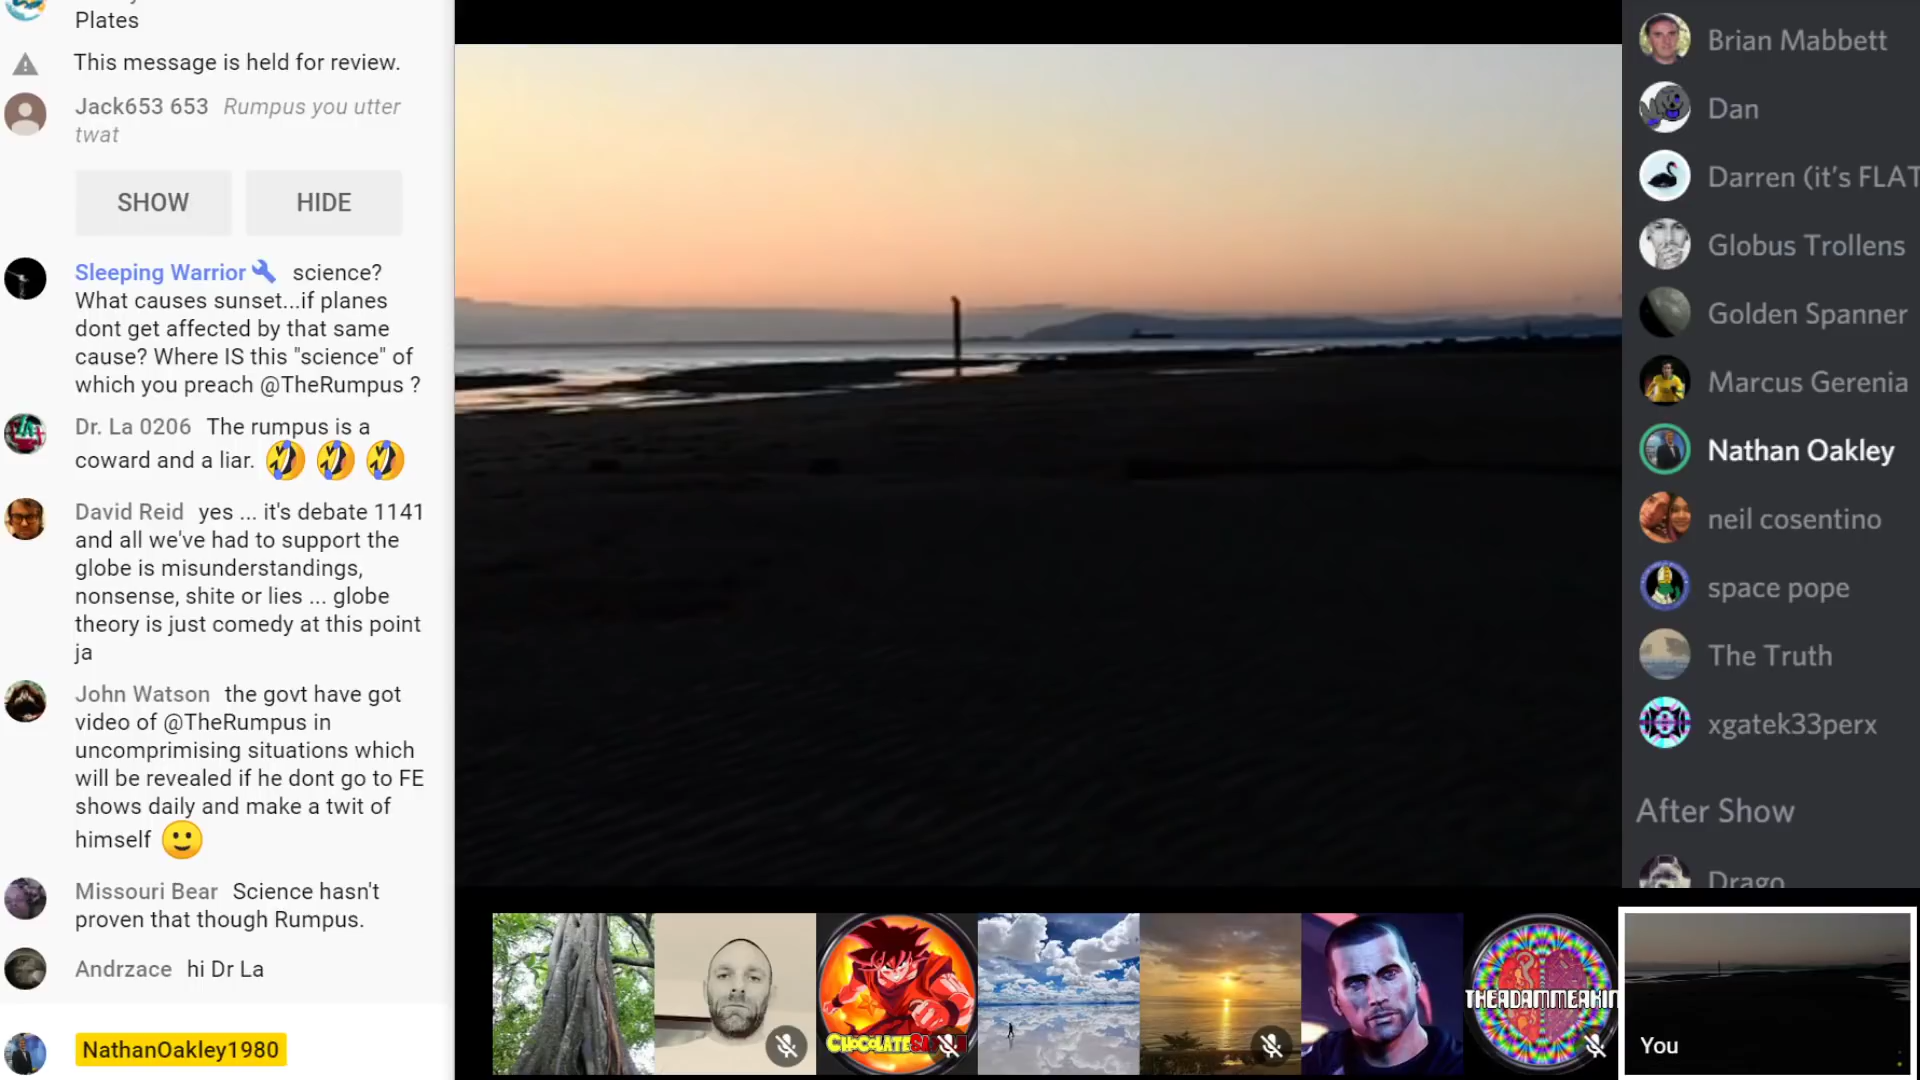 Plates
This message is held for review.
Jack653 653 Rumpus you utter
twat
SHOW HIDE
Sleeping Warrior science?
What causes sunset...if planes
dont get affected by that same
cause? Where IS this "science" of
which you preach @TheRumpus ?
Dr. La 0206 The rumpus is a
coward and a liar. 🤣 🤣 🤣
David Reid yes ... it's debate 1141
and all we've had to support the
globe is misunderstandings,
nonsense, shite or lies ... globe
theory is just comedy at this point
ja
John Watson the govt have got
video of @TheRumpus in
uncomprimising situations which
will be revealed if he dont go to FE
shows daily and make a twit of
himself 🙂
Missouri Bear Science hasn't
proven that though Rumpus.
Andrzace hi Dr La
NathanOakley1980
Brian Mabbett
Dan
Darren (it's FLAT
Globus Trollens
Golden Spanner
Marcus Gerenia
Nathan Oakley
neil cosentino
space pope
The Truth
xgatek33perx
After Show
Drago
CHOCOLATE
THEADAMMEAKIN
You